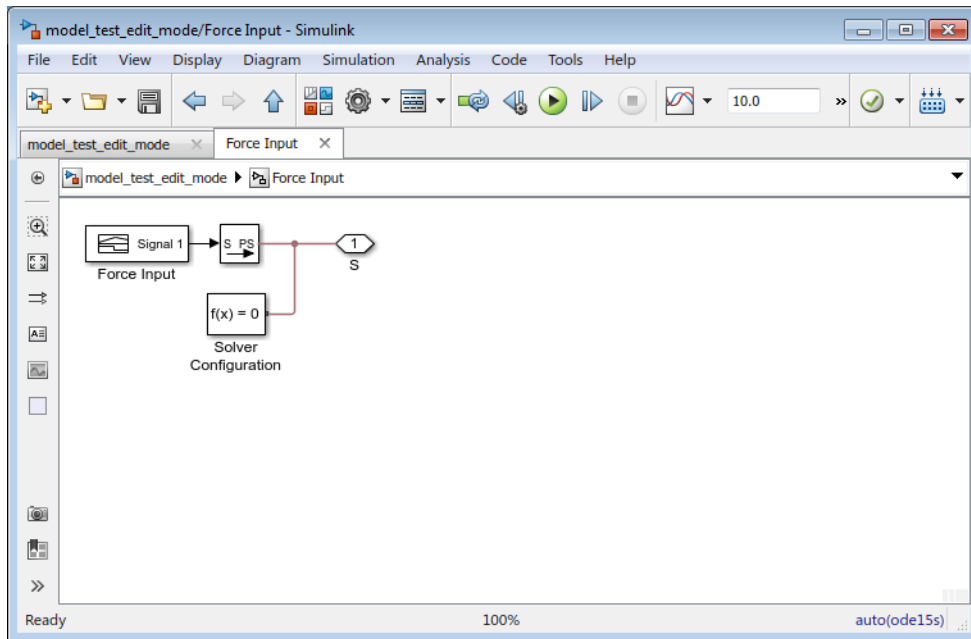 model_test_edit_mode/Force Input - Simulink
File Edit View Display Diagram Simulation Analysis Code Tools Help
10.0 »
model_test_edit_mode Force Input
model_test_edit_mode Force Input
Signal 1 S PS 1
Force Input S
f(x) = 0
Solver
Configuration
A
»
Ready 100% auto(ode15s)